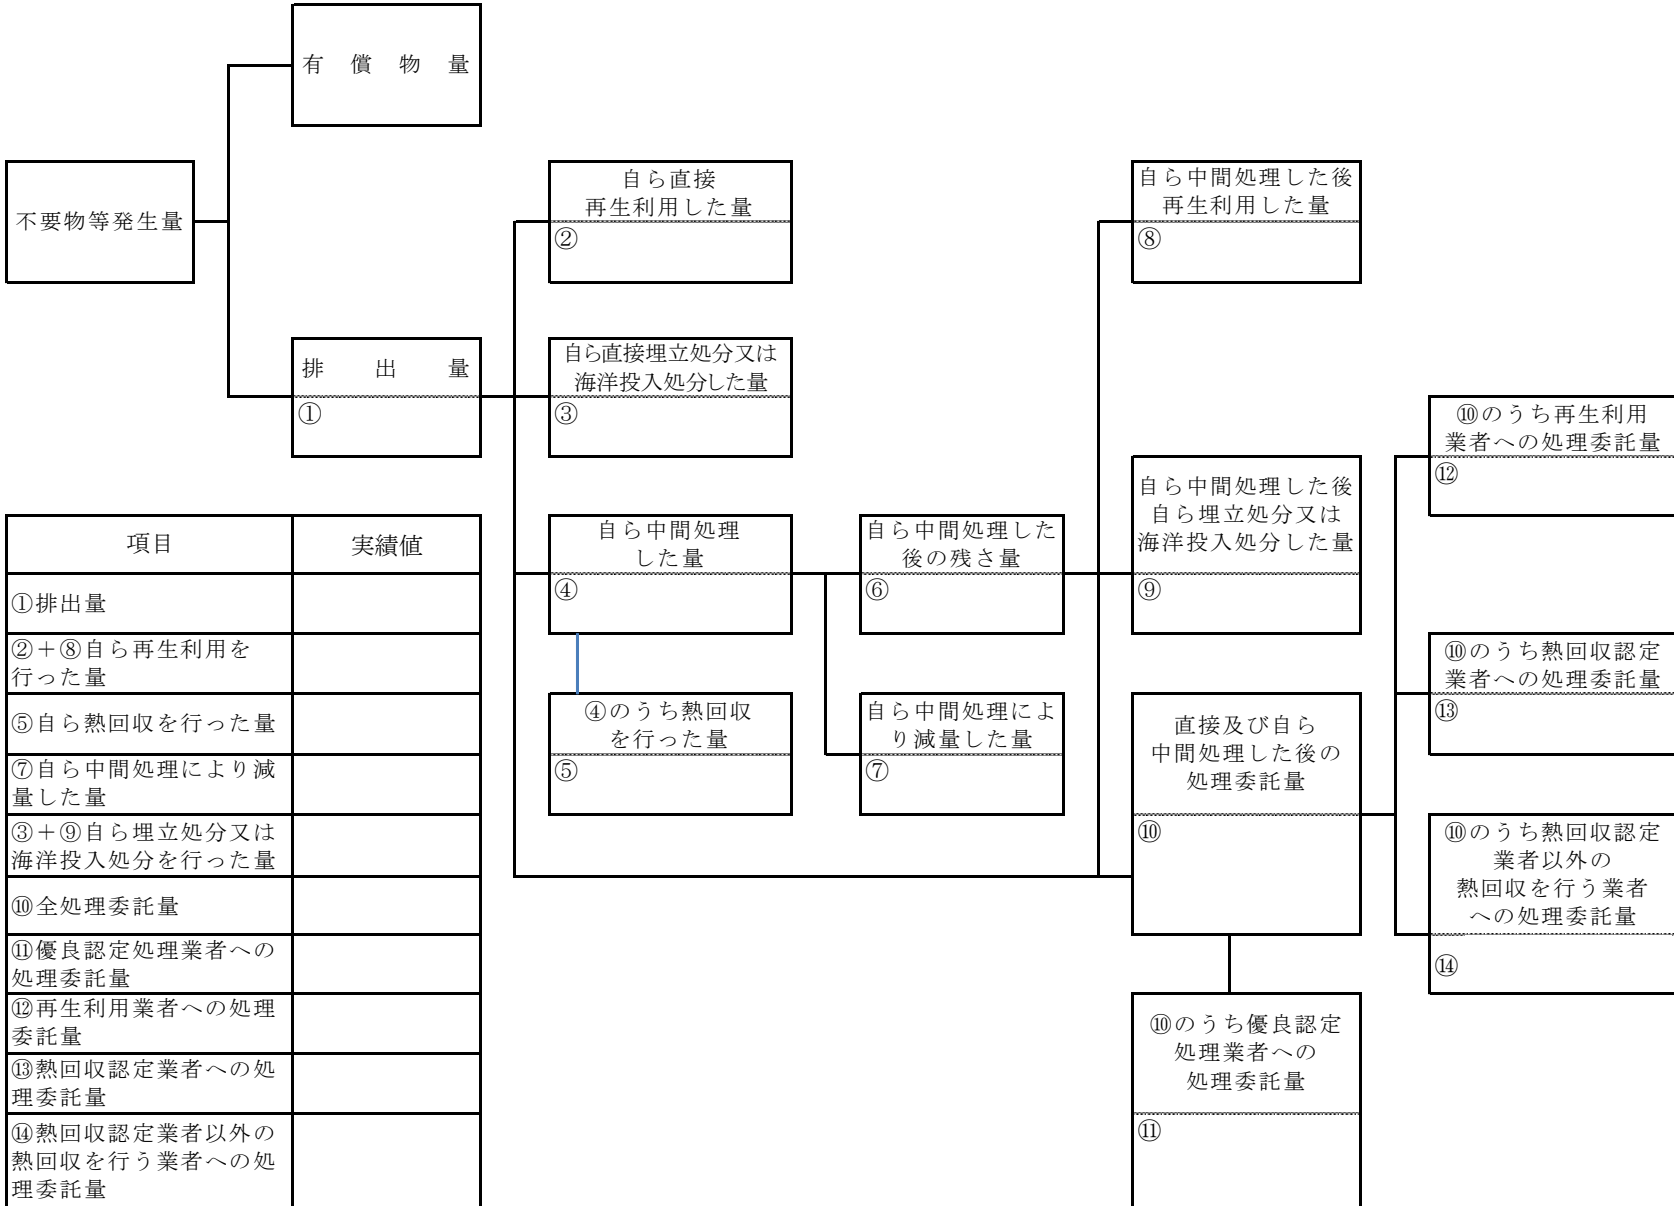 有償物量
不要物等発生量
自ら直接
再生利用した量
②
自ら中間処理した後
再生利用した量
⑧
排出量
①
自ら直接埋立処分又は
海洋投入処分した量
③
⑩のうち再生利用
業者への処理委託量
⑫
自ら中間処理した後
自ら埋立処分又は
海洋投入処分した量
⑨
自ら中間処理
した量
④
自ら中間処理した
後の残さ量
⑥
⑩のうち熱回収認定
業者への処理委託量
⑬
④のうち熱回収
を行った量
⑤
自ら中間処理によ
り減量した量
⑦
直接及び自ら
中間処理した後の
処理委託量
⑩
⑩のうち熱回収認定
業者以外の
熱回収を行う業者
への処理委託量
⑭
⑩のうち優良認定
処理業者への
処理委託量
⑪
項目 実績値
①排出量
②＋⑧自ら再生利用を
行った量
⑤自ら熱回収を行った量
⑦自ら中間処理により減
量した量
③＋⑨自ら埋立処分又は
海洋投入処分を行った量
⑩全処理委託量
⑪優良認定処理業者への
処理委託量
⑫再生利用業者への処理
委託量
⑬熱回収認定業者への処
理委託量
⑭熱回収認定業者以外の
熱回収を行う業者への処
理委託量